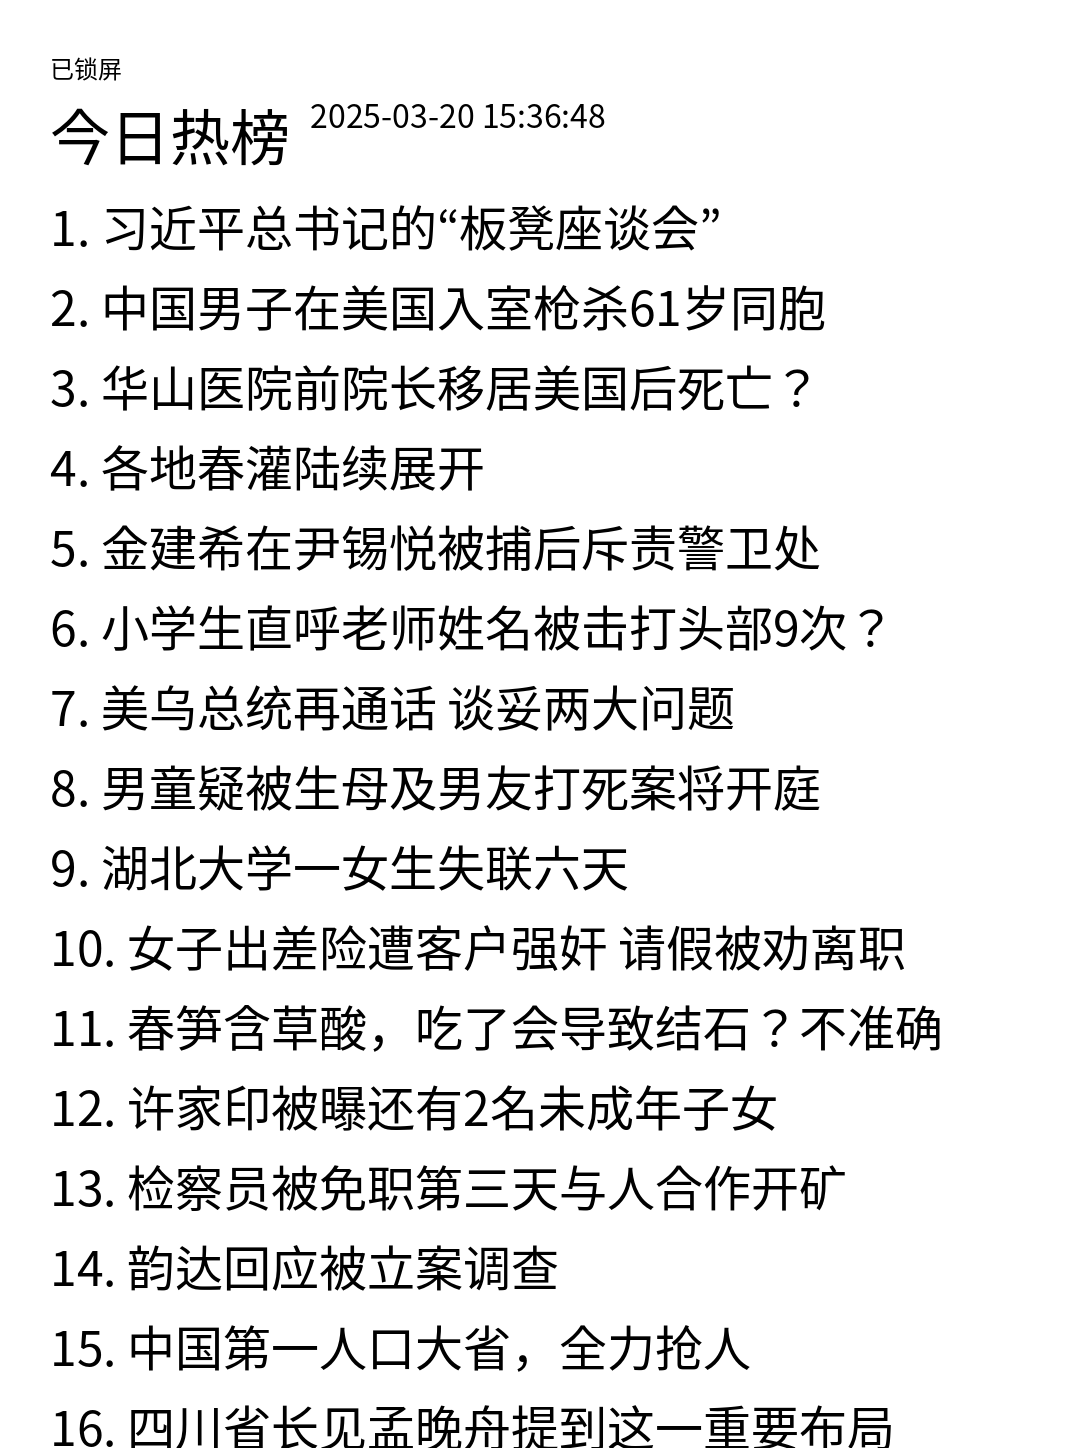 已锁屏
今日热榜 2025-03-20 15:36:48
1. 习近平总书记的“板凳座谈会”
2. 中国男子在美国入室枪杀61岁同胞
3. 华山医院前院长移居美国后死亡？
4. 各地春灌陆续展开
5. 金建希在尹锡悦被捕后斥责警卫处
6. 小学生直呼老师姓名被击打头部9次？
7. 美乌总统再通话 谈妥两大问题
8. 男童疑被生母及男友打死案将开庭
9. 湖北大学一女生失联六天
10. 女子出差险遭客户强奸 请假被劝离职
11. 春笋含草酸，吃了会导致结石？不准确
12. 许家印被曝还有2名未成年子女
13. 检察员被免职第三天与人合作开矿
14. 韵达回应被立案调查
15. 中国第一人口大省，全力抢人
16. 四川省长见孟晚舟提到这一重要布局